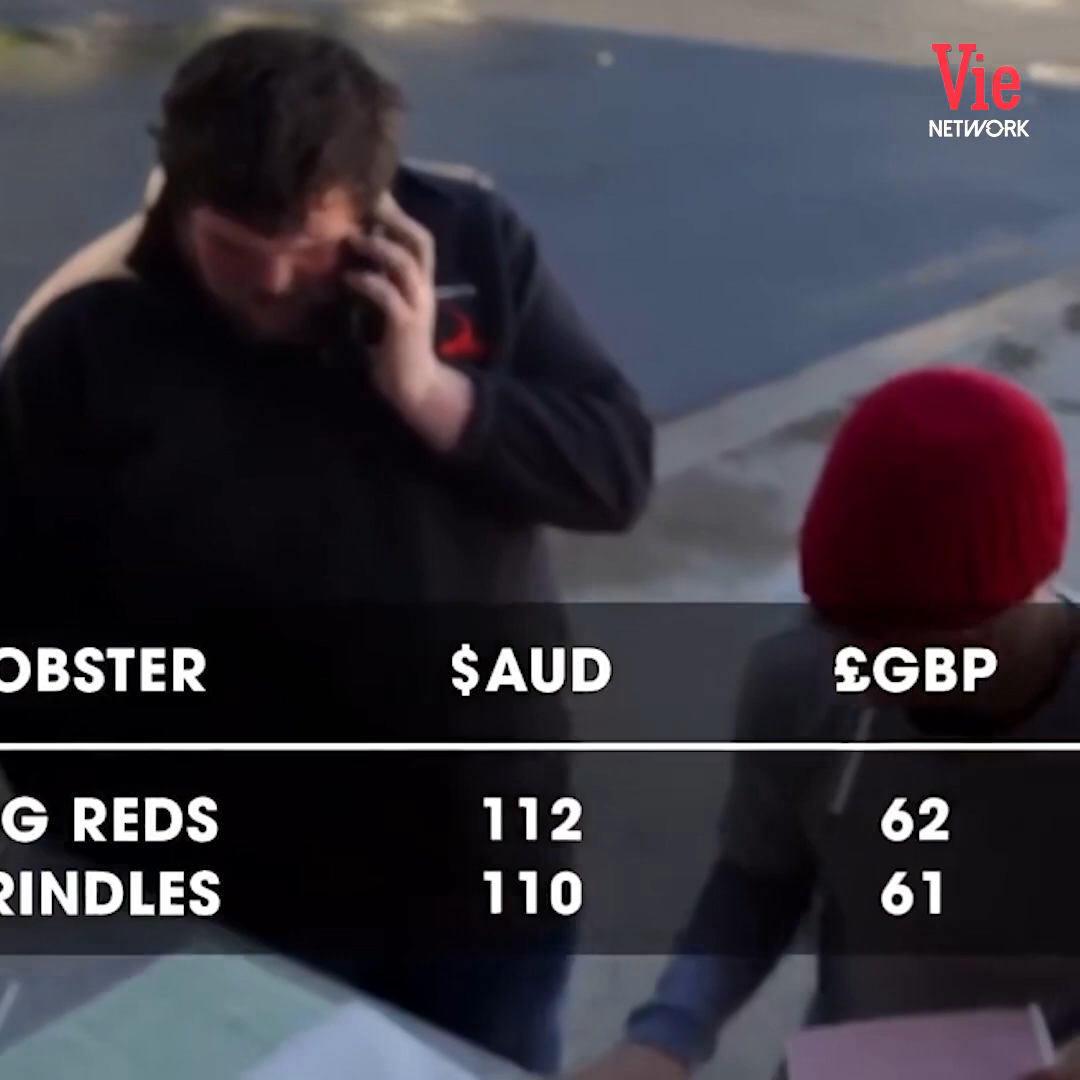 Vie
NETWORK
OBSTER $AUD £GBP
G REDS 112 62
RINDLES 110 61